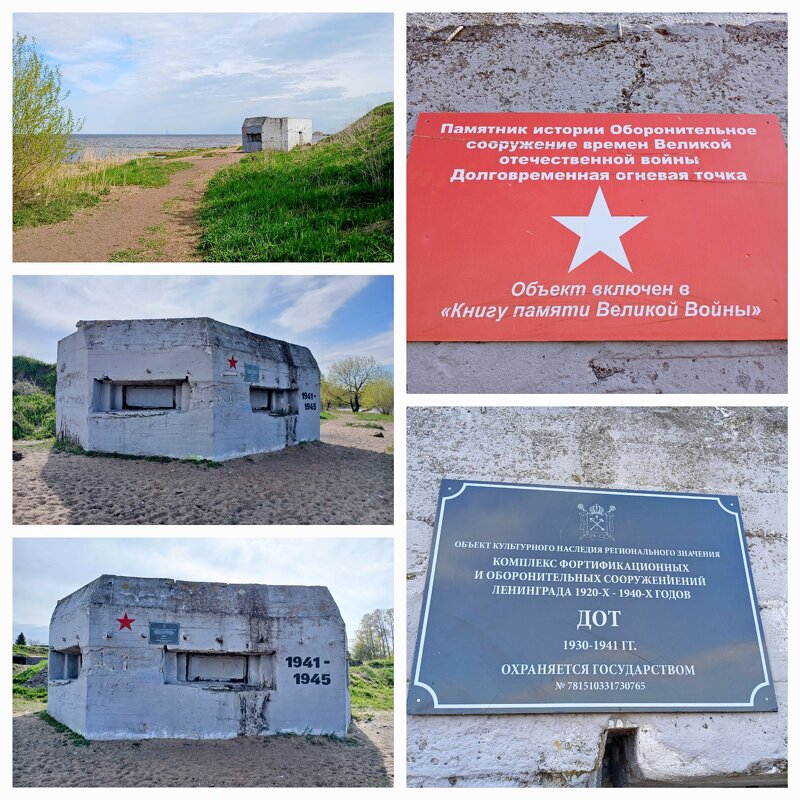 1941-
1945
1941-
1945
Памятник истории Оборонительное
сооружение времен Великой
отечественной войны
Долговременная огневая точка
Объект включен в
«Книгу памяти Великой Войны»
ОБЪЕКТ КУЛЬТУРНОГО НАСЛЕДИЯ РЕГИОНАЛЬНОГО ЗНАЧЕНИЯ
КОМПЛЕКС ФОРТИФИКАЦИОННЫХ
И ОБОРОНИТЕЛЬНЫХ СООРУЖЕНЙЕИЙ
ЛЕНИНГРАДА 1920-Х - 1940-Х ГОДОВ
ДОТ
1930-1941 ГГ.
ОХРАНЯЕТСЯ ГОСУДАРСТВОМ
№ 781510331730765